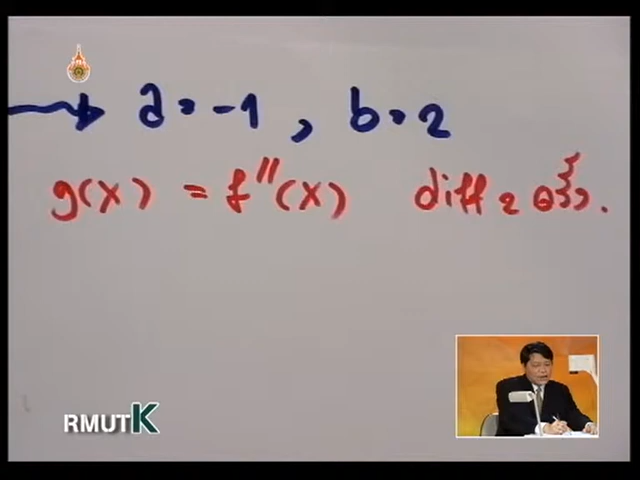 → a = -1 , b = 2
g(x) = f''(x) diff 2 ครั้ง.
RMUTK